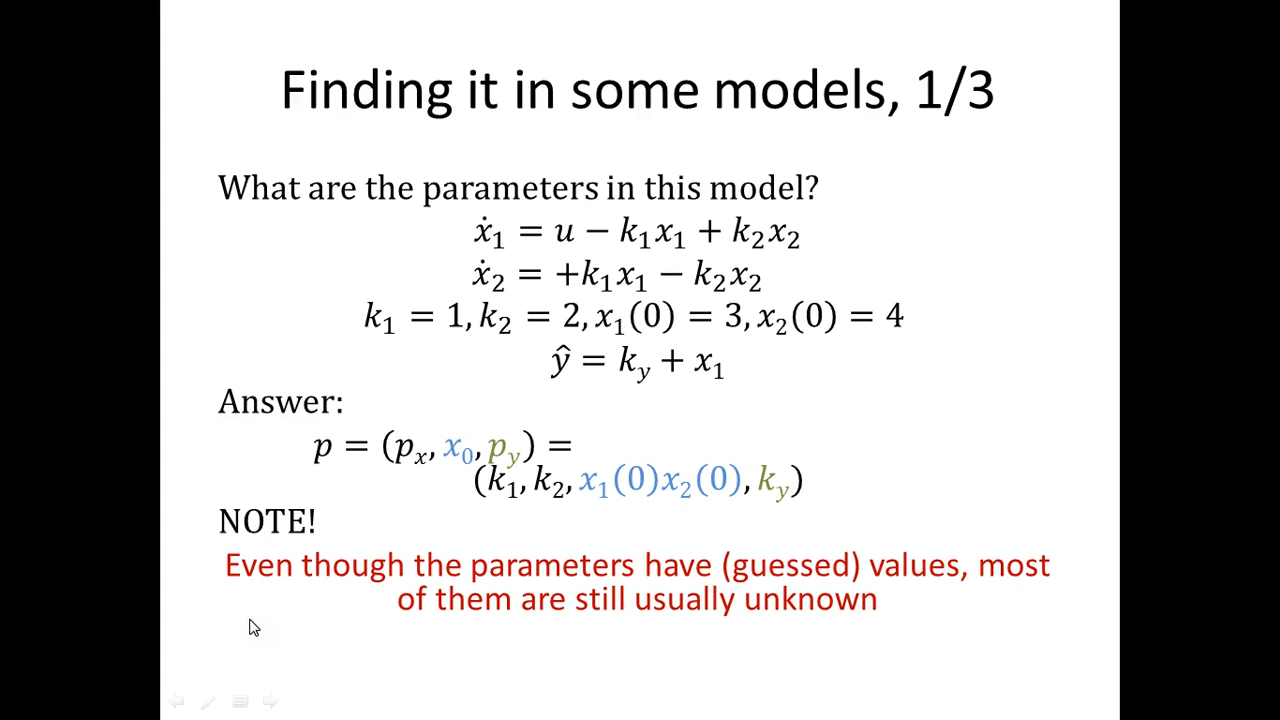 Finding it in some models, 1/3
What are the parameters in this model?
ẋ₁ = u − k₁x₁ + k₂x₂
ẋ₂ = +k₁x₁ − k₂x₂
k₁ = 1, k₂ = 2, x₁(0) = 3, x₂(0) = 4
ŷ = k_y + x₁
Answer:
p = (pₓ, x₀, p_y) =
(k₁, k₂, x₁(0)x₂(0), k_y)
NOTE!
Even though the parameters have (guessed) values, most
of them are still usually unknown